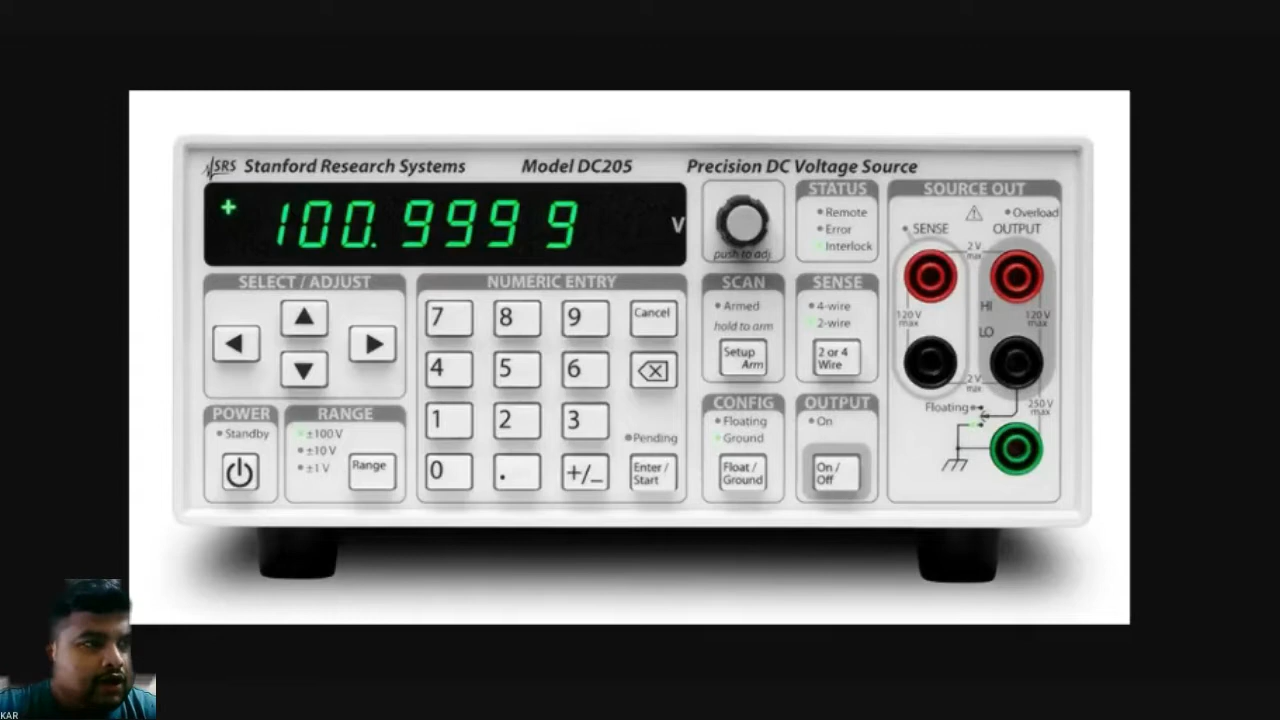 SRS Stanford Research Systems Model DC205 Precision DC Voltage Source
+ 100.999 9 V
push to adj.
STATUS
Remote
Error
Interlock
SOURCE OUT
Overload
SENSE OUTPUT
2 V max
HI
120 V max
120 V max
LO
2 V max
Floating
250 V max
SELECT / ADJUST
NUMERIC ENTRY
7 8 9 Cancel
4 5 6
1 2 3
Pending
0 . +/_ Enter / Start
SCAN
Armed
hold to arm
Setup Arm
SENSE
4-wire
2-wire
2 or 4 Wire
POWER
Standby
RANGE
±100 V
±10 V
±1 V
Range
CONFIG
Floating
Ground
Float / Ground
OUTPUT
On
On / Off
KAR